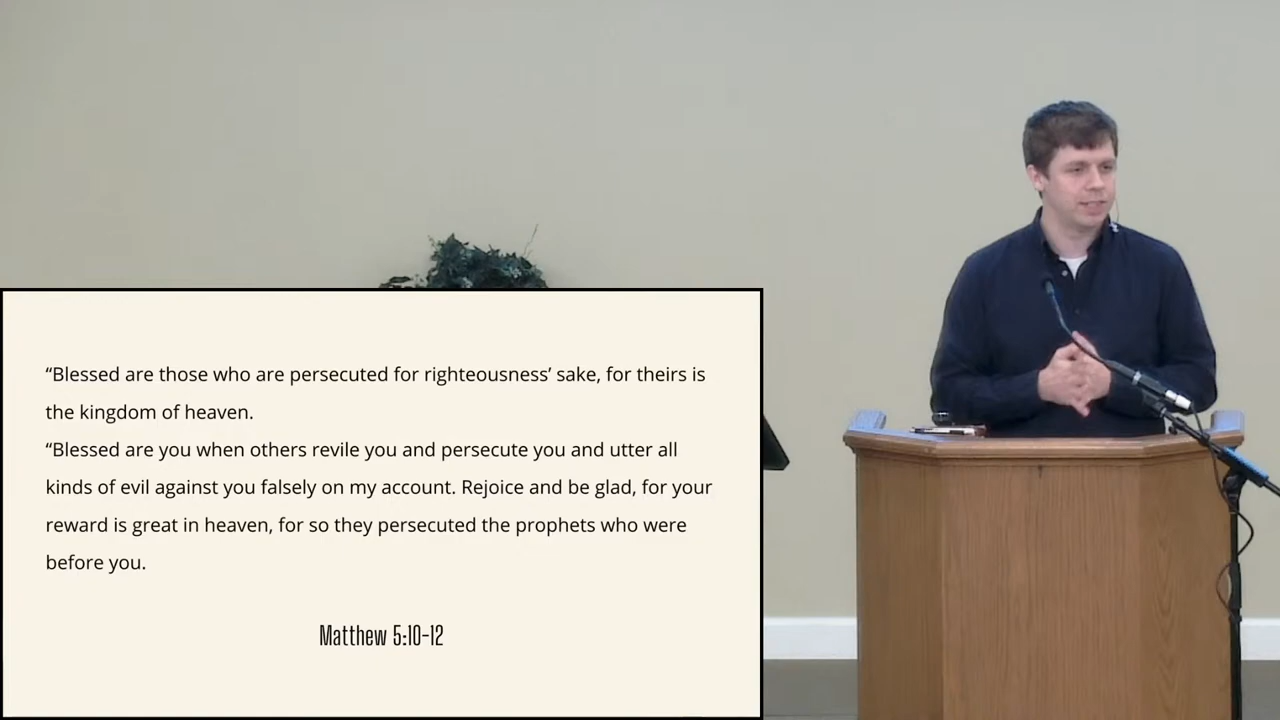 “Blessed are those who are persecuted for righteousness’ sake, for theirs is
the kingdom of heaven.
“Blessed are you when others revile you and persecute you and utter all
kinds of evil against you falsely on my account. Rejoice and be glad, for your
reward is great in heaven, for so they persecuted the prophets who were
before you.
Matthew 5:10-12